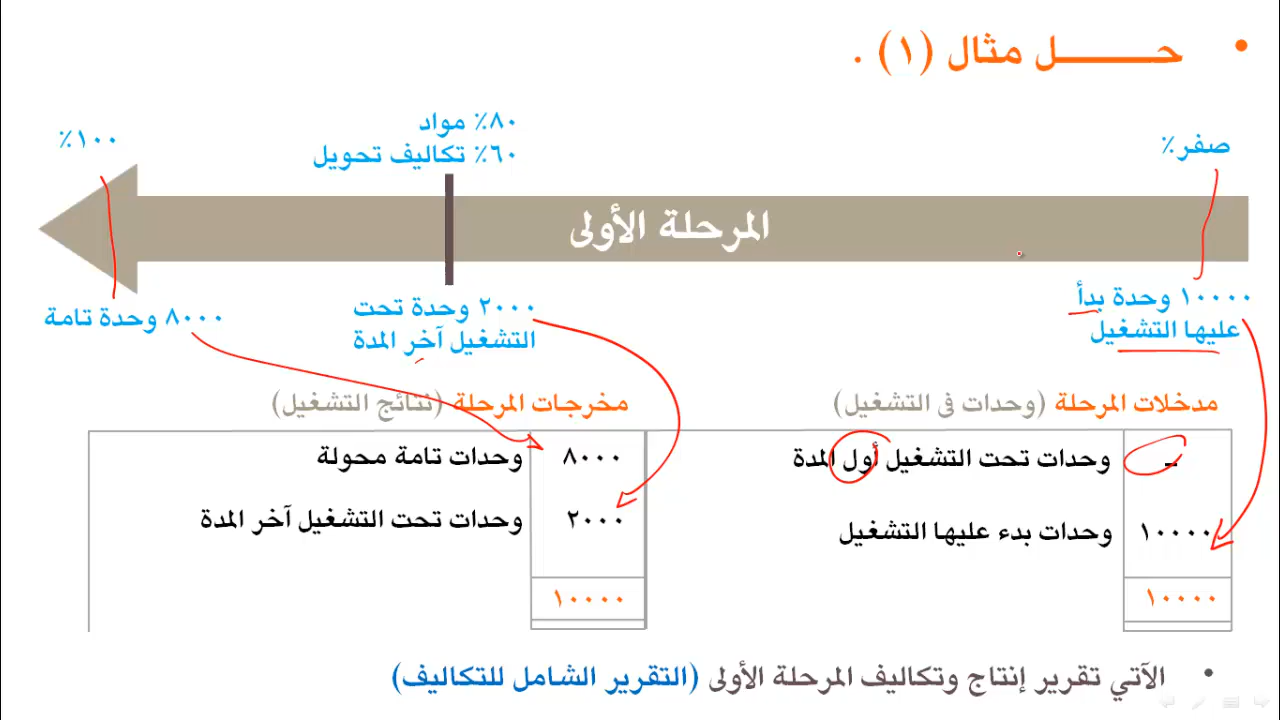 • حـــــــل مثال (١) .
صفر٪
٨٠٪ مواد
٦٠٪ تكاليف تحويل
١٠٠٪
المرحلة الأولى
١٠٠٠٠ وحدة بدأ
عليها التشغيل
٢٠٠٠ وحدة تحت
التشغيل آخر المدة
٨٠٠٠ وحدة تامة
مدخلات المرحلة (وحدات فى التشغيل)
مخرجات المرحلة (نتائج التشغيل)
ـ وحدات تحت التشغيل أول المدة
٨٠٠٠ وحدات تامة محولة
١٠٠٠٠ وحدات بدء عليها التشغيل
٢٠٠٠ وحدات تحت التشغيل آخر المدة
١٠٠٠٠
١٠٠٠٠
• الآتي تقرير إنتاج وتكاليف المرحلة الأولى (التقرير الشامل للتكاليف)